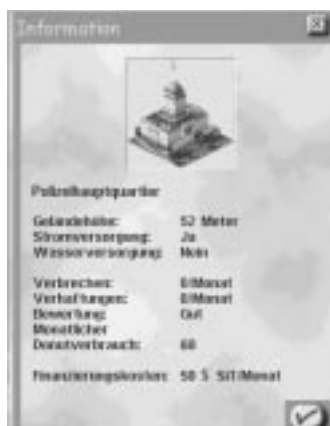 Information
Polizeihauptquartier
Geländehöhe: 52 Meter
Stromversorgung: Ja
Wasserversorgung: Nein
Verbrechen: 0/Monat
Verhaftungen: 0/Monat
Bewertung: Gut
Monatlicher
Donutverbrauch: 60
Finanzierungskosten: 50 $